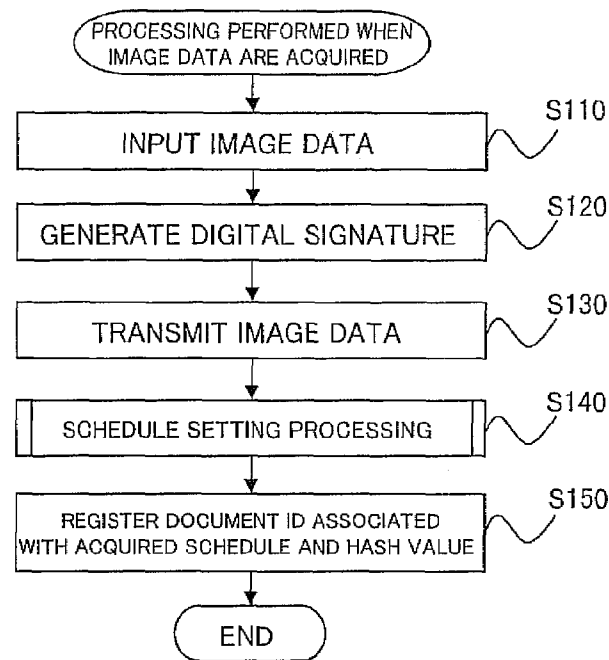 PROCESSING PERFORMED WHEN
IMAGE DATA ARE ACQUIRED
S110
INPUT IMAGE DATA
S120
GENERATE DIGITAL SIGNATURE
S130
TRANSMIT IMAGE DATA
S140
SCHEDULE SETTING PROCESSING
S150
REGISTER DOCUMENT ID ASSOCIATED
WITH ACQUIRED SCHEDULE AND HASH VALUE
END